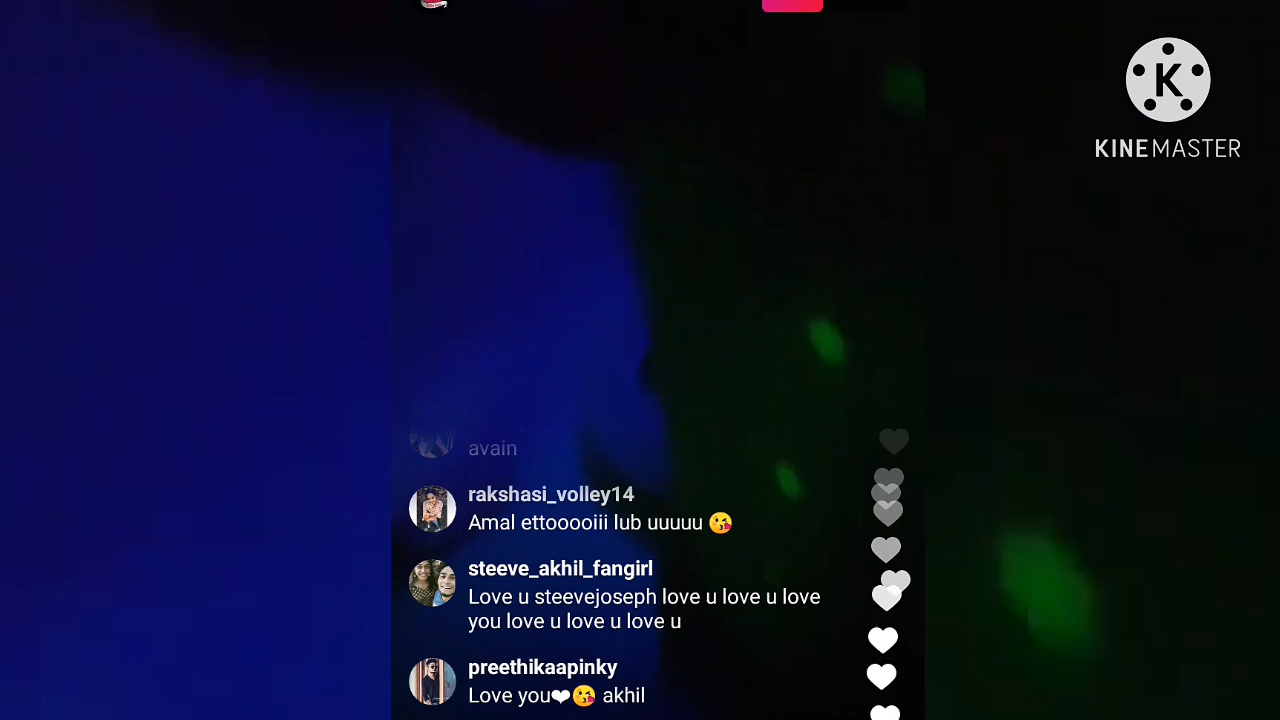 K
KINEMASTER
avain
rakshasi_volley14
Amal ettooooiii lub uuuuu 😘
steeve_akhil_fangirl
Love u steevejoseph love u love u love
you love u love u love u
preethikaapinky
Love you❤😘 akhil